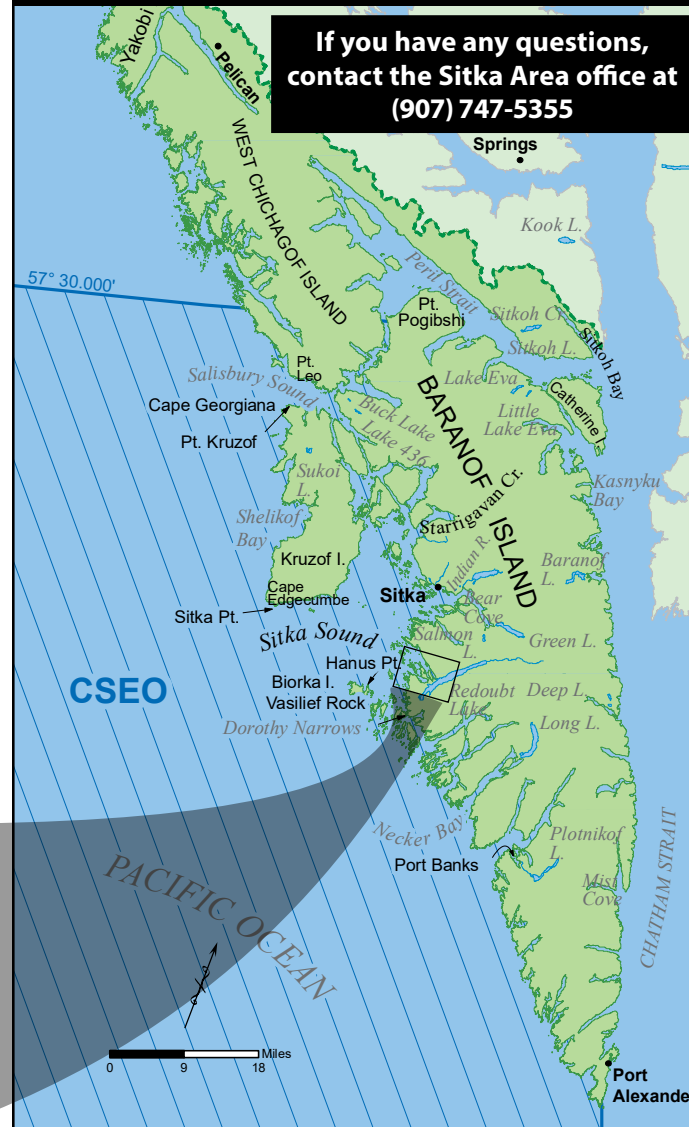 If you have any questions,
contact the Sitka Area office at
(907) 747-5355
Yakobi
Pelican
Springs
WEST CHICHAGOF ISLAND
Kook L.
57° 30.000'
Peril Strait
Pt.
Pogibshi
Sitkoh Cr.
Sitkoh L.
Sitkoh Bay
Pt.
Leo
Salisbury Sound
Lake Eva
Catherine I.
Cape Georgiana
Buck Lake
Lake 436
Little
Lake Eva
Pt. Kruzof
BARANOF ISLAND
Sukoi
L.
Kasnyku
Bay
Starrigavan Cr.
Shelikof
Bay
Kruzof I.
Indian R.
Baranof
L.
Cape
Edgecumbe
Sitka
Bear
Cove
Sitka Pt.
Sitka Sound
Salmon
L.
Green L.
Hanus Pt.
CSEO
Biorka I.
Vasilief Rock
Redoubt
Lake
Deep L.
Dorothy Narrows
Long L.
Necker Bay
Plotnikof
L.
Port Banks
Mist
Cove
CHATHAM STRAIT
PACIFIC OCEAN
Miles
0 9 18
Port
Alexande